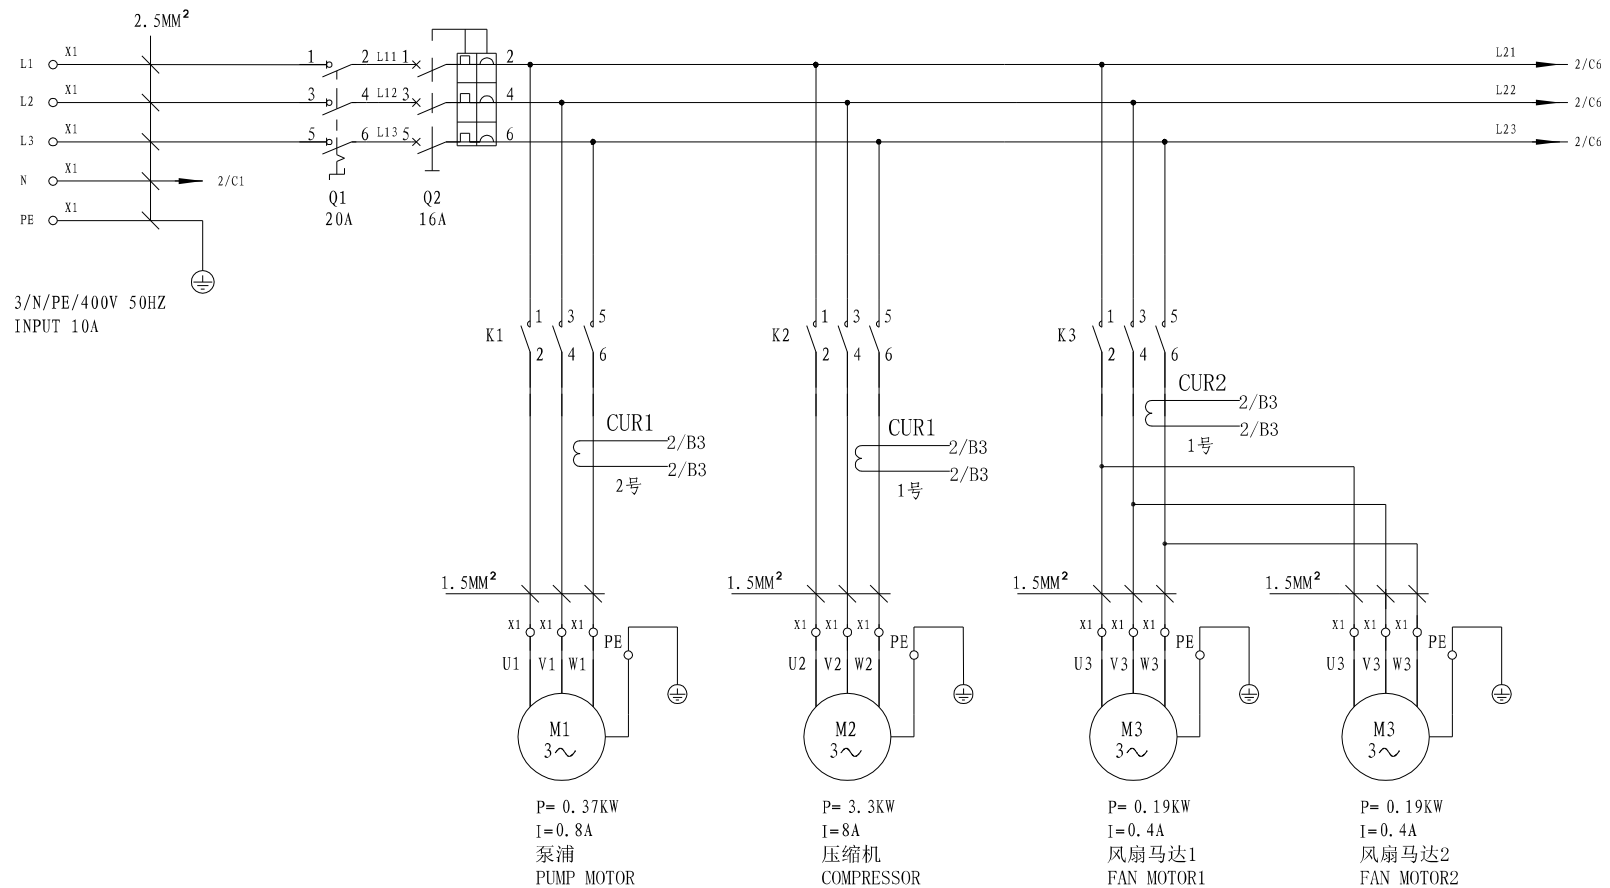 2.5MM²
L1 X1 1 2 L11 1 2 L21 2/C6
L2 X1 3 4 L12 3 4 L22 2/C6
L3 X1 5 6 L13 5 6 L23 2/C6
N X1 2/C1
PE X1
Q1 Q2
20A 16A
3/N/PE/400V 50HZ
INPUT 10A
K1 1 3 5 K2 1 3 5 K3 1 3 5
2 4 6 2 4 6 2 4 6
CUR1 2/B3
2/B3
2号
CUR1 2/B3
2/B3
1号
CUR2 2/B3
2/B3
1号
1.5MM² 1.5MM² 1.5MM² 1.5MM²
X1 X1 X1 PE X1 X1 X1 PE X1 X1 X1 PE X1 X1 X1 PE
U1 V1 W1 U2 V2 W2 U3 V3 W3 U3 V3 W3
M1 M2 M3 M3
3~ 3~ 3~ 3~
P= 0.37KW P= 3.3KW P= 0.19KW P= 0.19KW
I=0.8A I=8A I=0.4A I=0.4A
泵浦 压缩机 风扇马达1 风扇马达2
PUMP MOTOR COMPRESSOR FAN MOTOR1 FAN MOTOR2